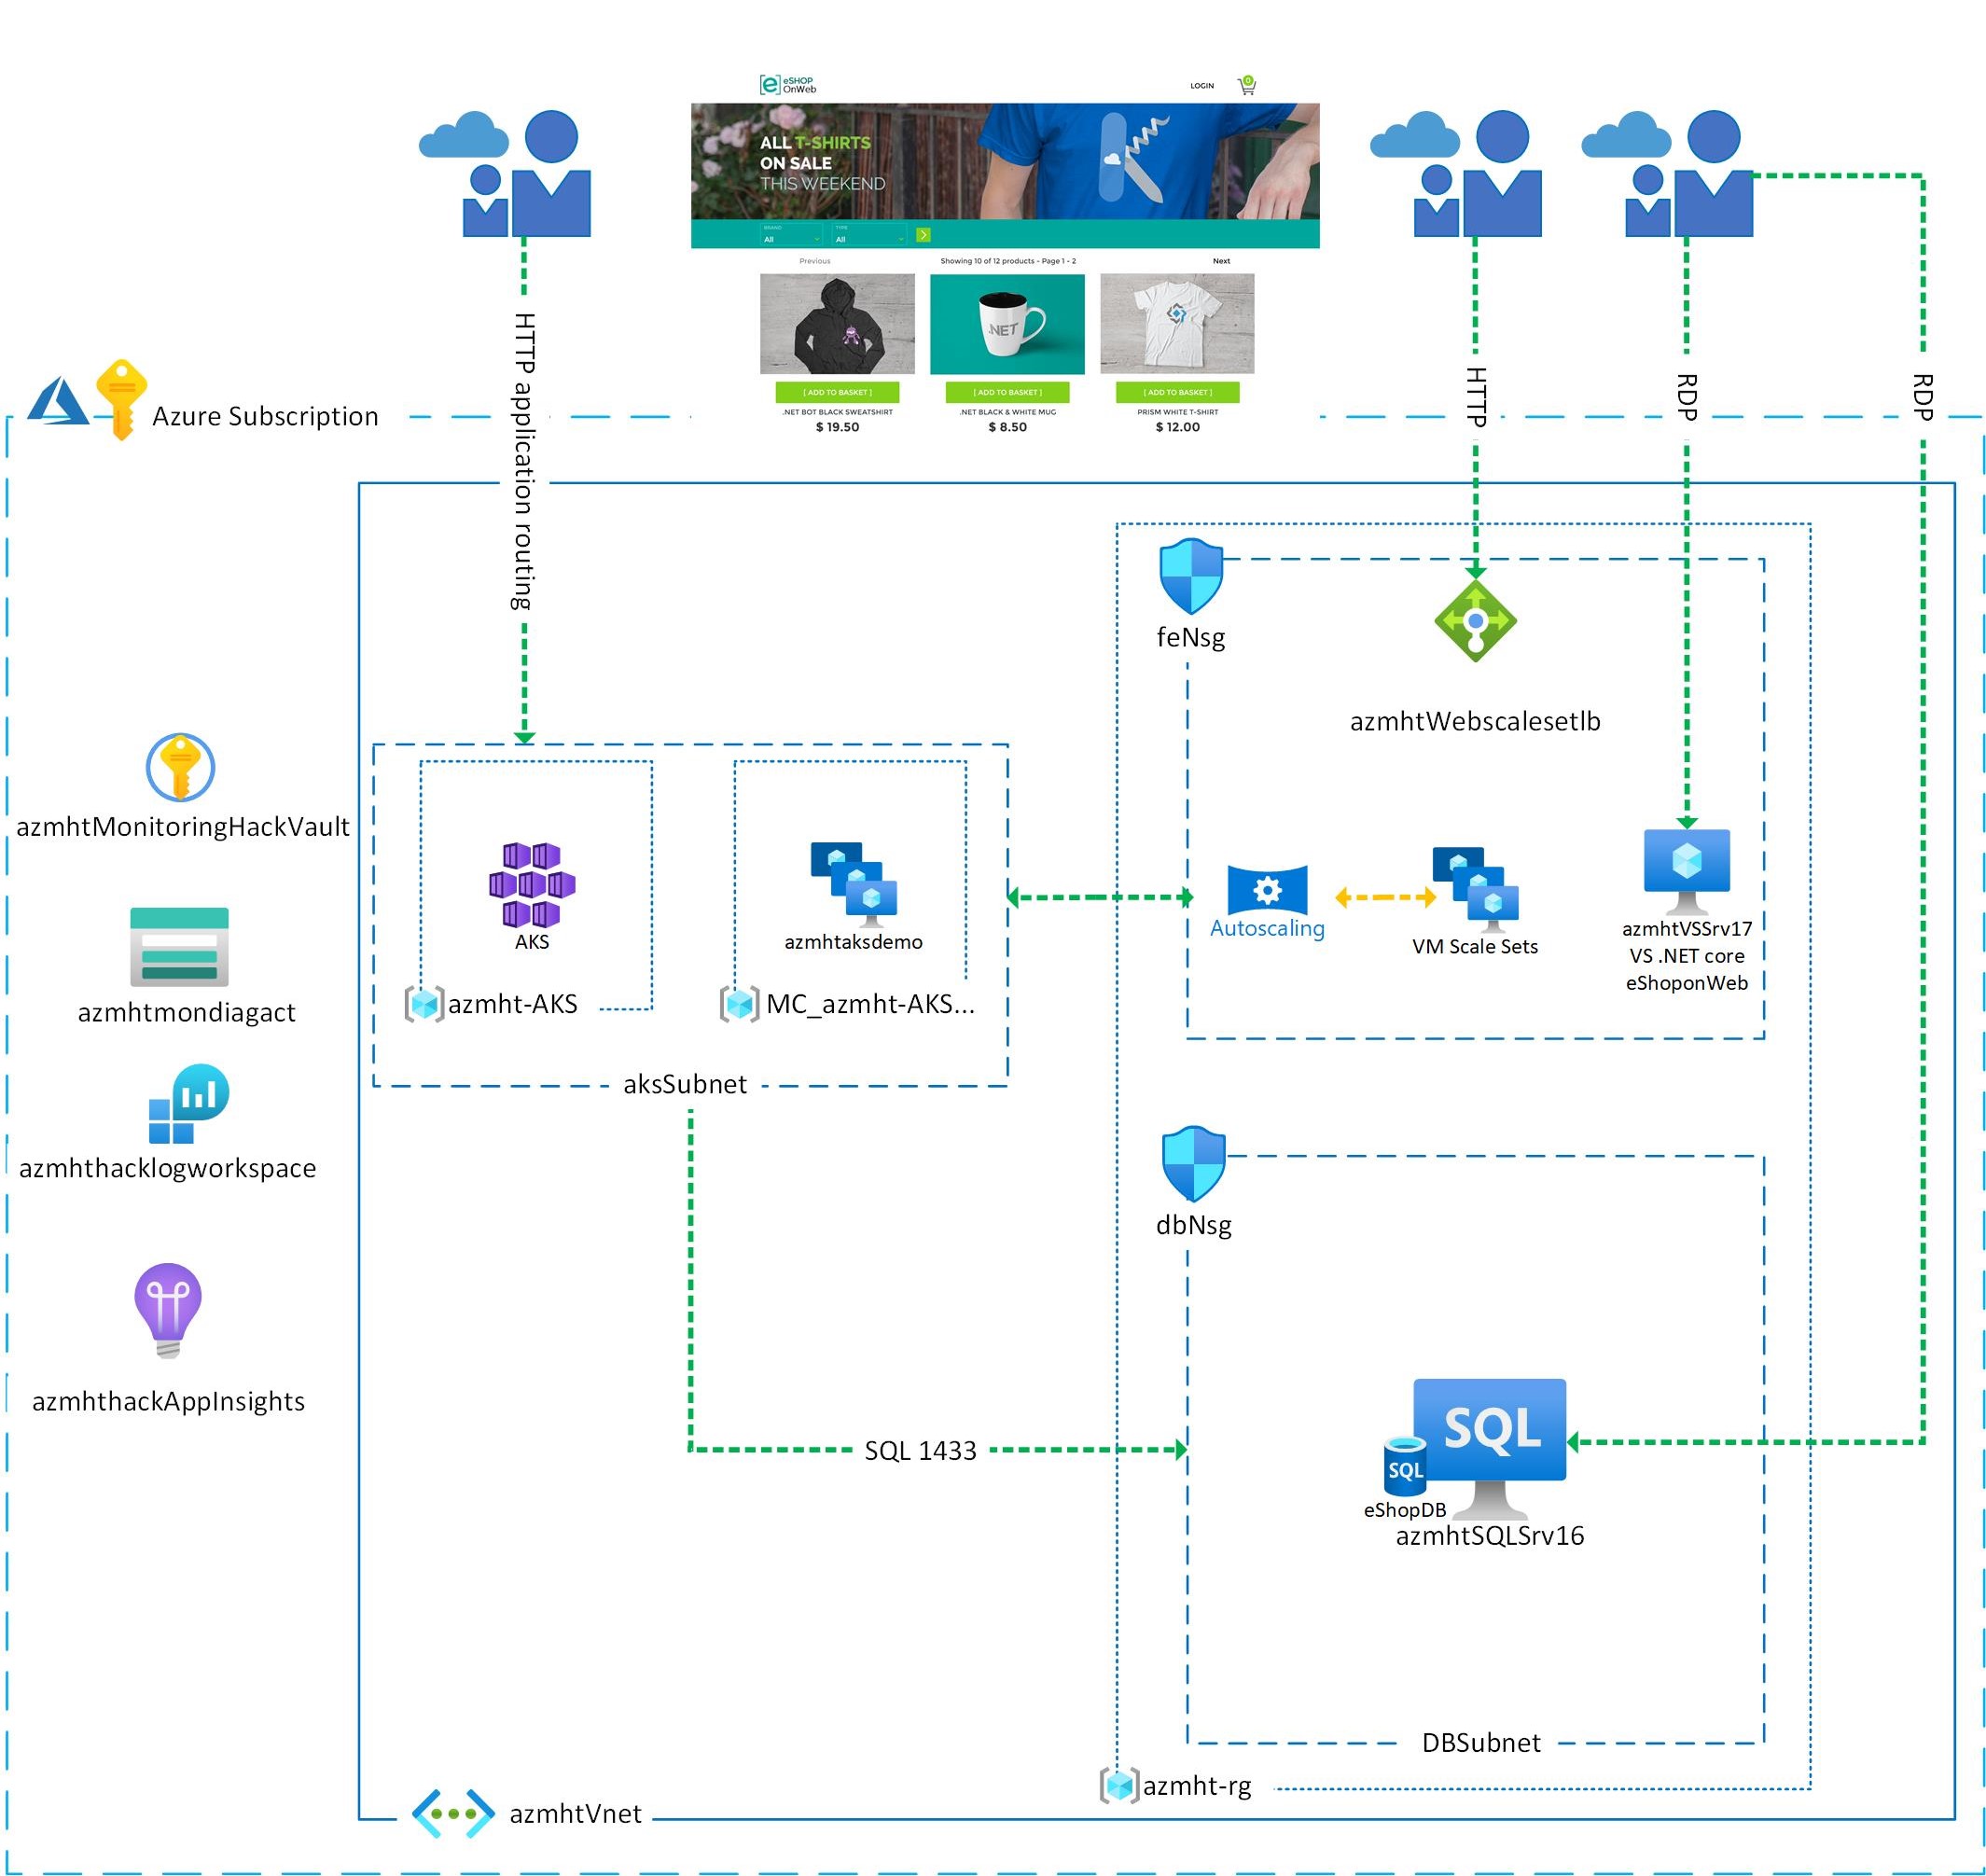 eSHOP
OnWeb
LOGIN
0
ALL T-SHIRTS
ON SALE
THIS WEEKEND
BRAND
All
TYPE
All
Previous
Showing 10 of 12 products - Page 1 - 2
Next
.NET
[ ADD TO BASKET ]
[ ADD TO BASKET ]
[ ADD TO BASKET ]
.NET BOT BLACK SWEATSHIRT
.NET BLACK & WHITE MUG
PRISM WHITE T-SHIRT
$ 19.50
$ 8.50
$ 12.00
HTTP application routing
HTTP
RDP
RDP
Azure Subscription
feNsg
azmhtWebscalesetlb
azmhtMonitoringHackVault
azmhtmondiagact
azmhthacklogworkspace
azmhthackAppInsights
AKS
azmhtaksdemo
azmht-AKS
MC_azmht-AKS...
aksSubnet
Autoscaling
VM Scale Sets
azmhtVSSrv17
VS .NET core
eShoponWeb
dbNsg
SQL 1433
SQL
SQL
eShopDB
azmhtSQLSrv16
DBSubnet
azmht-rg
azmhtVnet